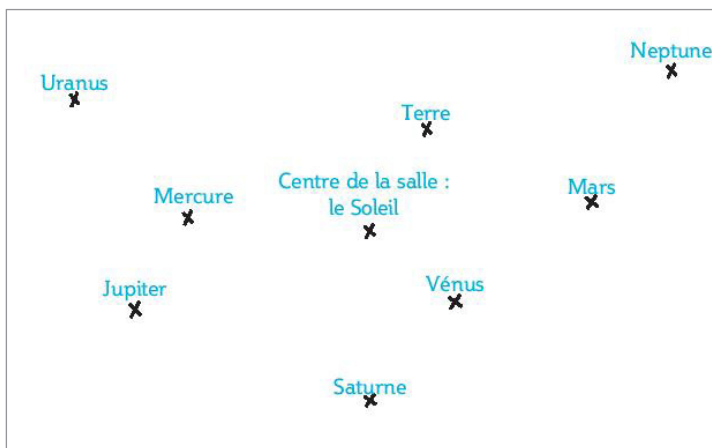 Neptune
Uranus
Terre
Centre de la salle :
le Soleil
Mars
Mercure
Jupiter
Vénus
Saturne